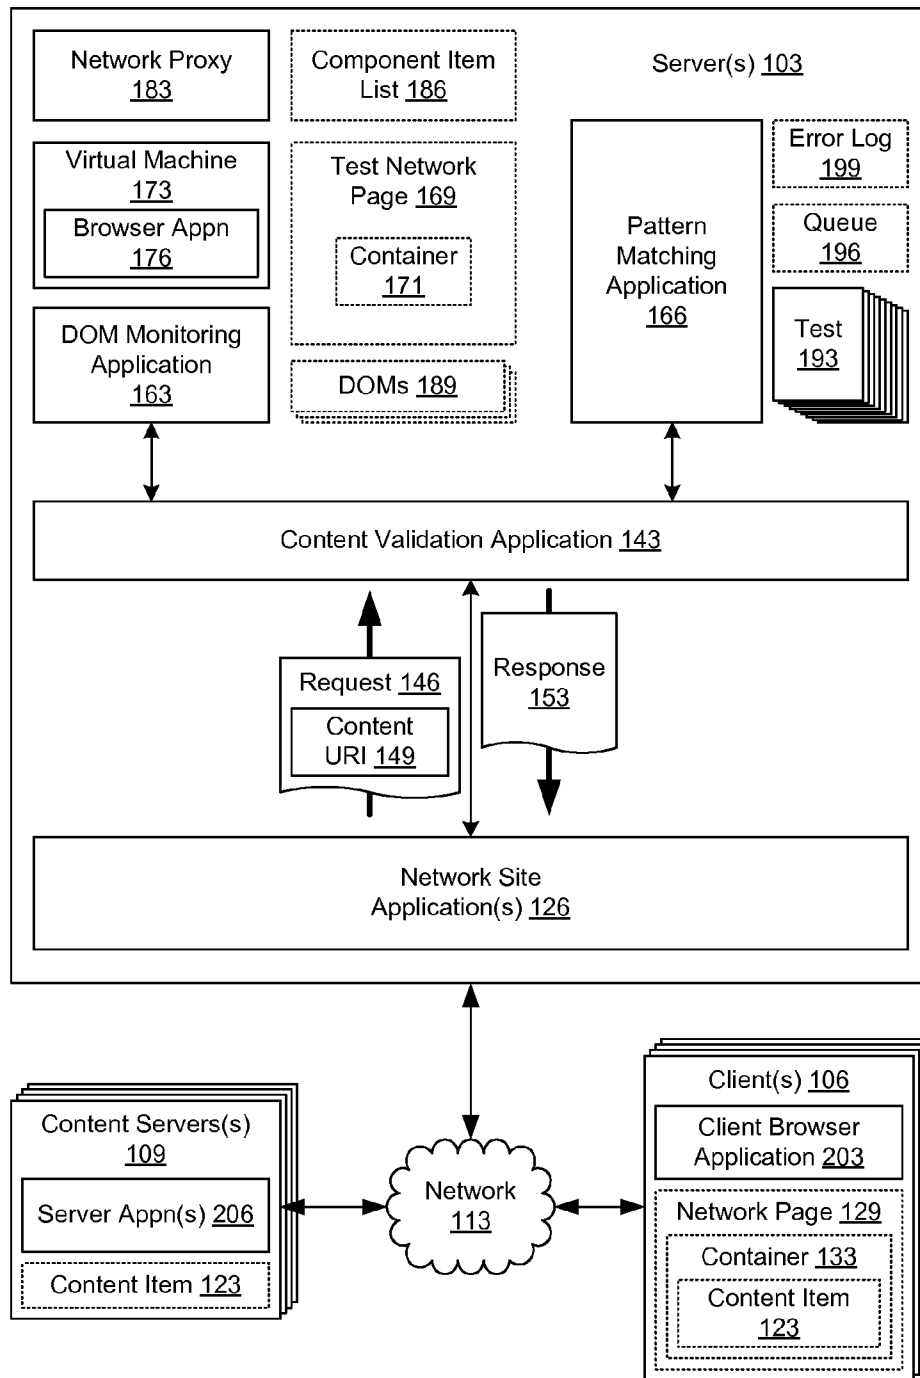 Network Proxy
183
Component Item
List 186
Server(s) 103
Virtual Machine
173
Browser Appn
176
Test Network
Page 169
Container
171
Pattern
Matching
Application
166
Error Log
199
Queue
196
Test
193
DOM Monitoring
Application
163
DOMs 189
Content Validation Application 143
Request 146
Content
URI 149
Response
153
Network Site
Application(s) 126
Content Servers(s)
109
Server Appn(s) 206
Content Item 123
Network
113
Client(s) 106
Client Browser
Application 203
Network Page 129
Container 133
Content Item
123